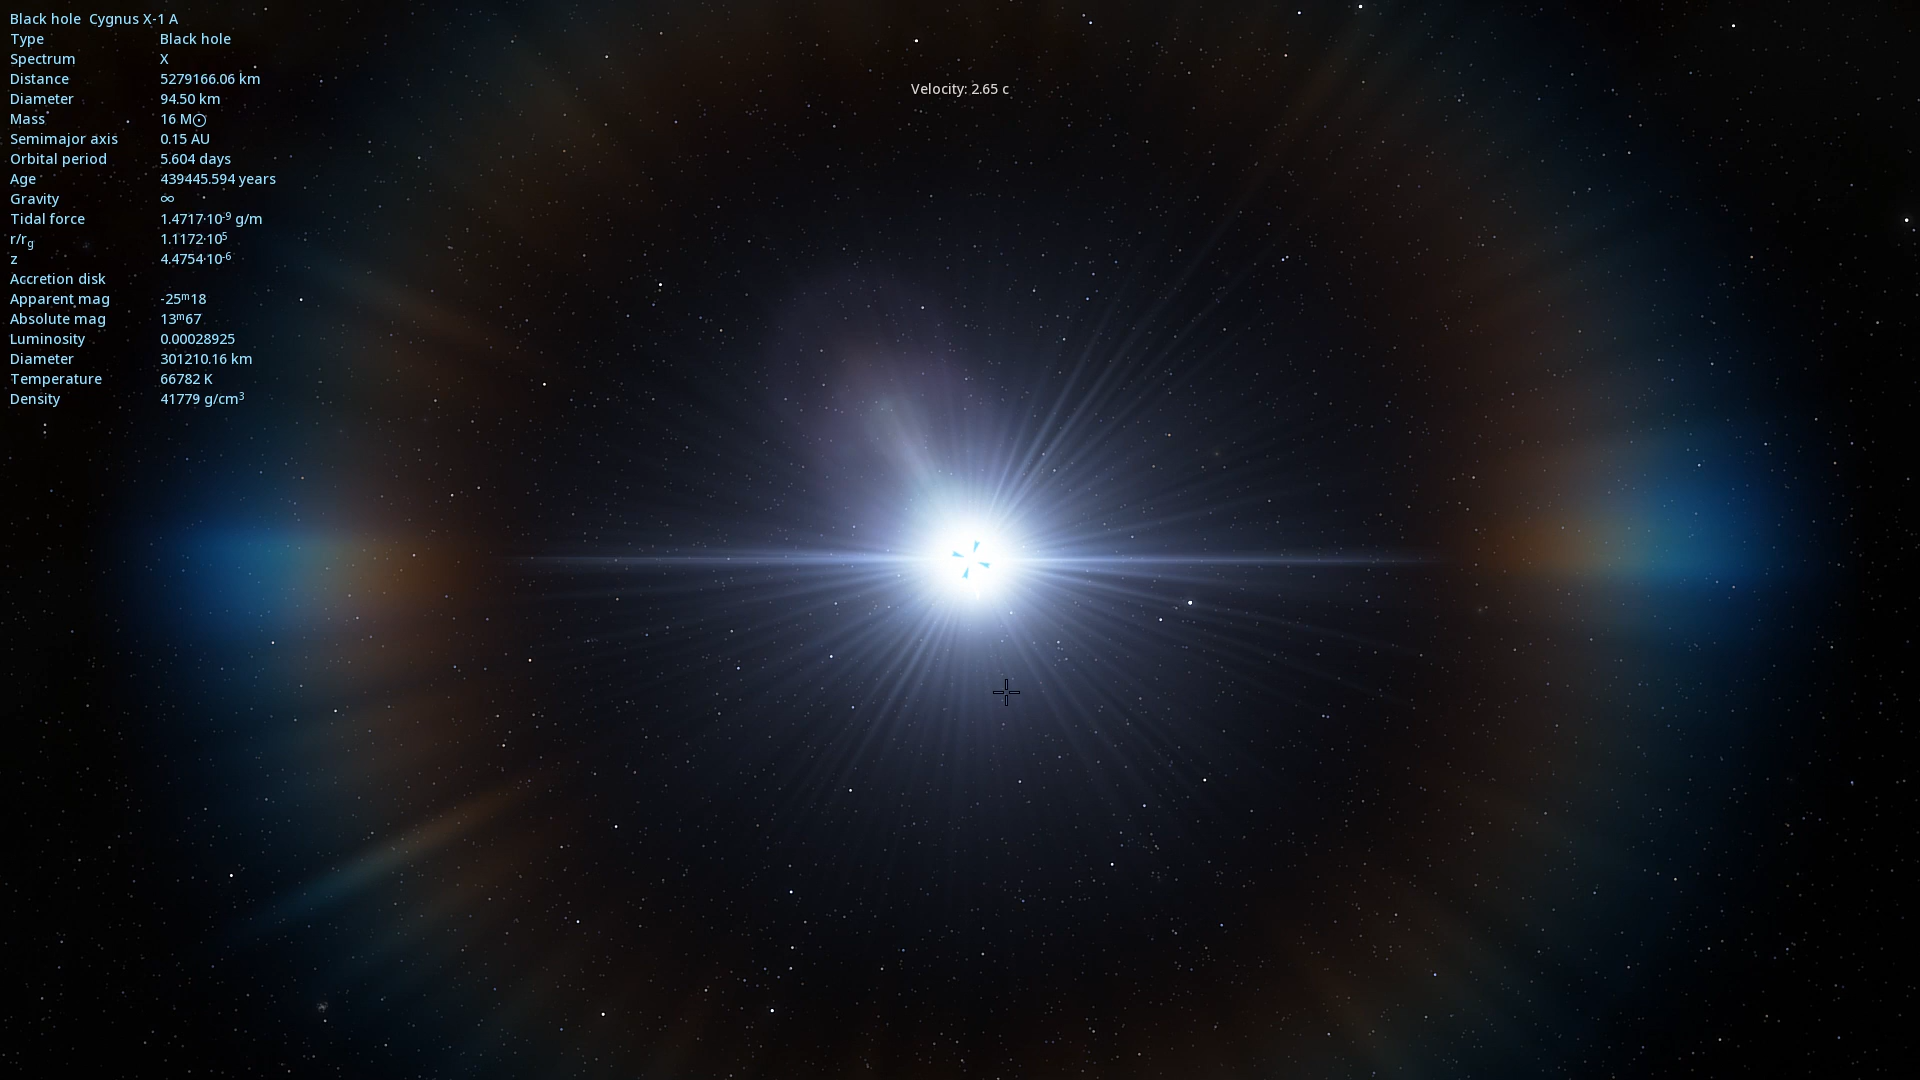 Black hole Cygnus X-1 A
Type Black hole
Spectrum X
Distance 5279166.06 km
Diameter 94.50 km
Mass 16 M☉
Semimajor axis 0.15 AU
Orbital period 5.604 days
Age 439445.594 years
Gravity ∞
Tidal force 1.4717·10⁻⁹ g/m
r/rg 1.1172·10⁵
z 4.4754·10⁻⁶
Accretion disk
Apparent mag -25ᵐ18
Absolute mag 13ᵐ67
Luminosity 0.00028925
Diameter 301210.16 km
Temperature 66782 K
Density 41779 g/cm³
Velocity: 2.65 c